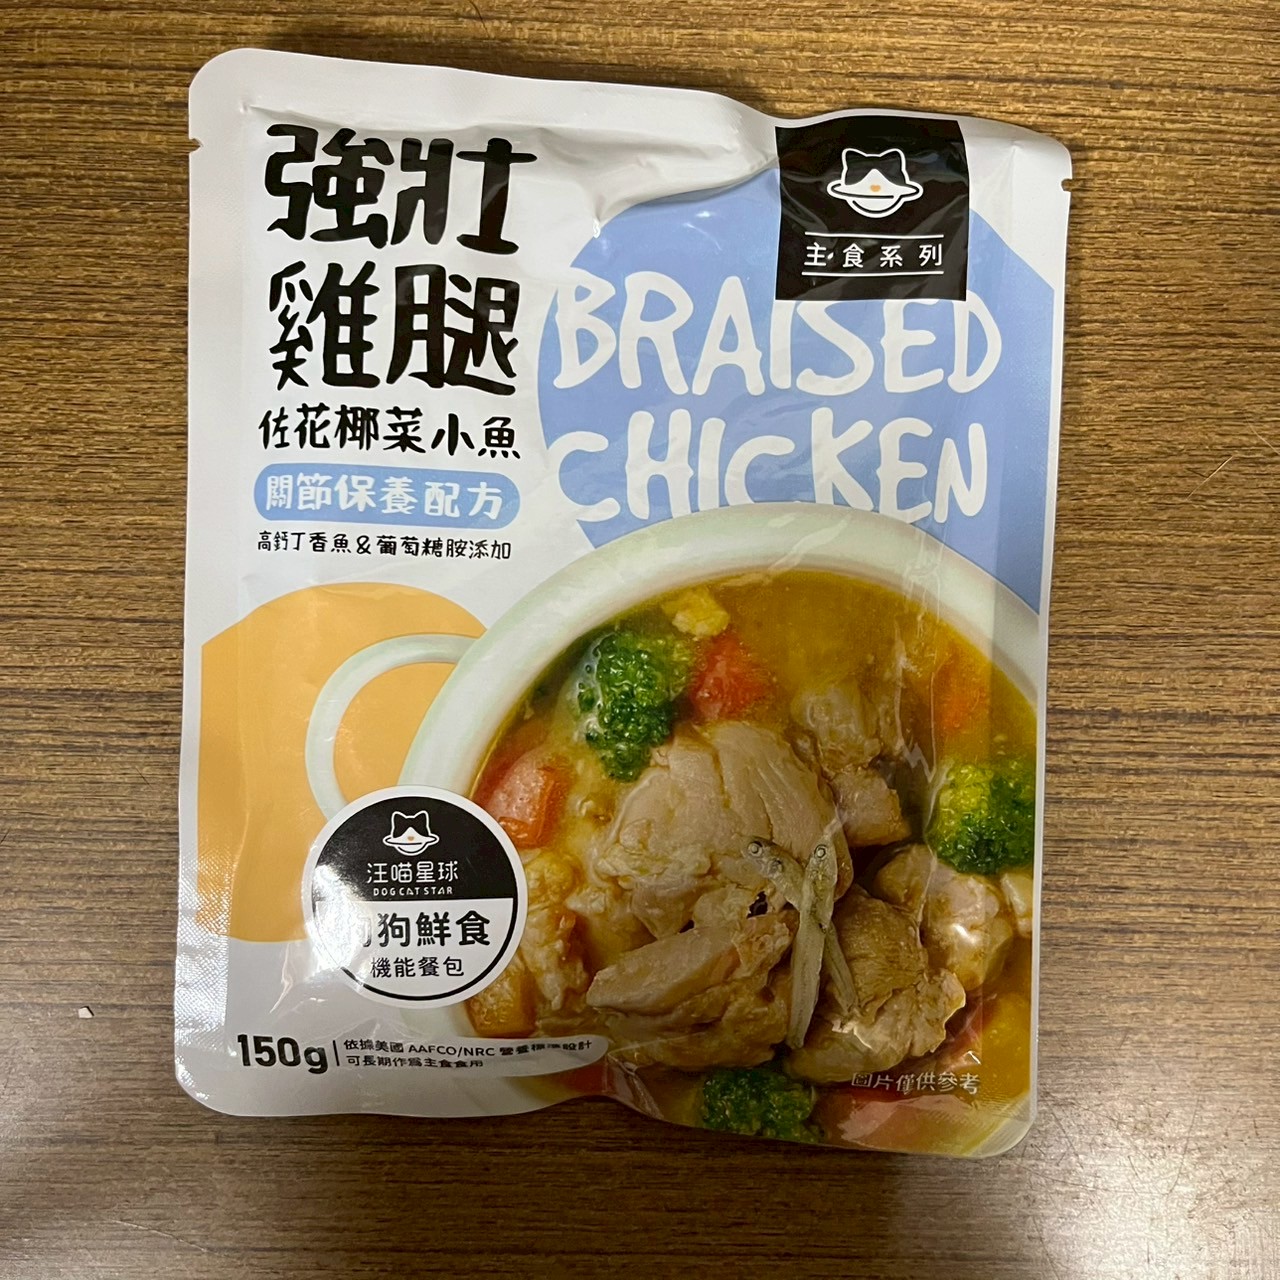 強壯
雞腿
佐花椰菜小魚
關節保養配方
高鈣丁香魚&葡萄糖胺添加
主食系列
BRAISED
CHICKEN
汪喵星球
DOG CAT STAR
狗狗鮮食
機能餐包
150g
依據美國 AAFCO/NRC 營養標準設計
可長期作為主食食用
圖片僅供參考